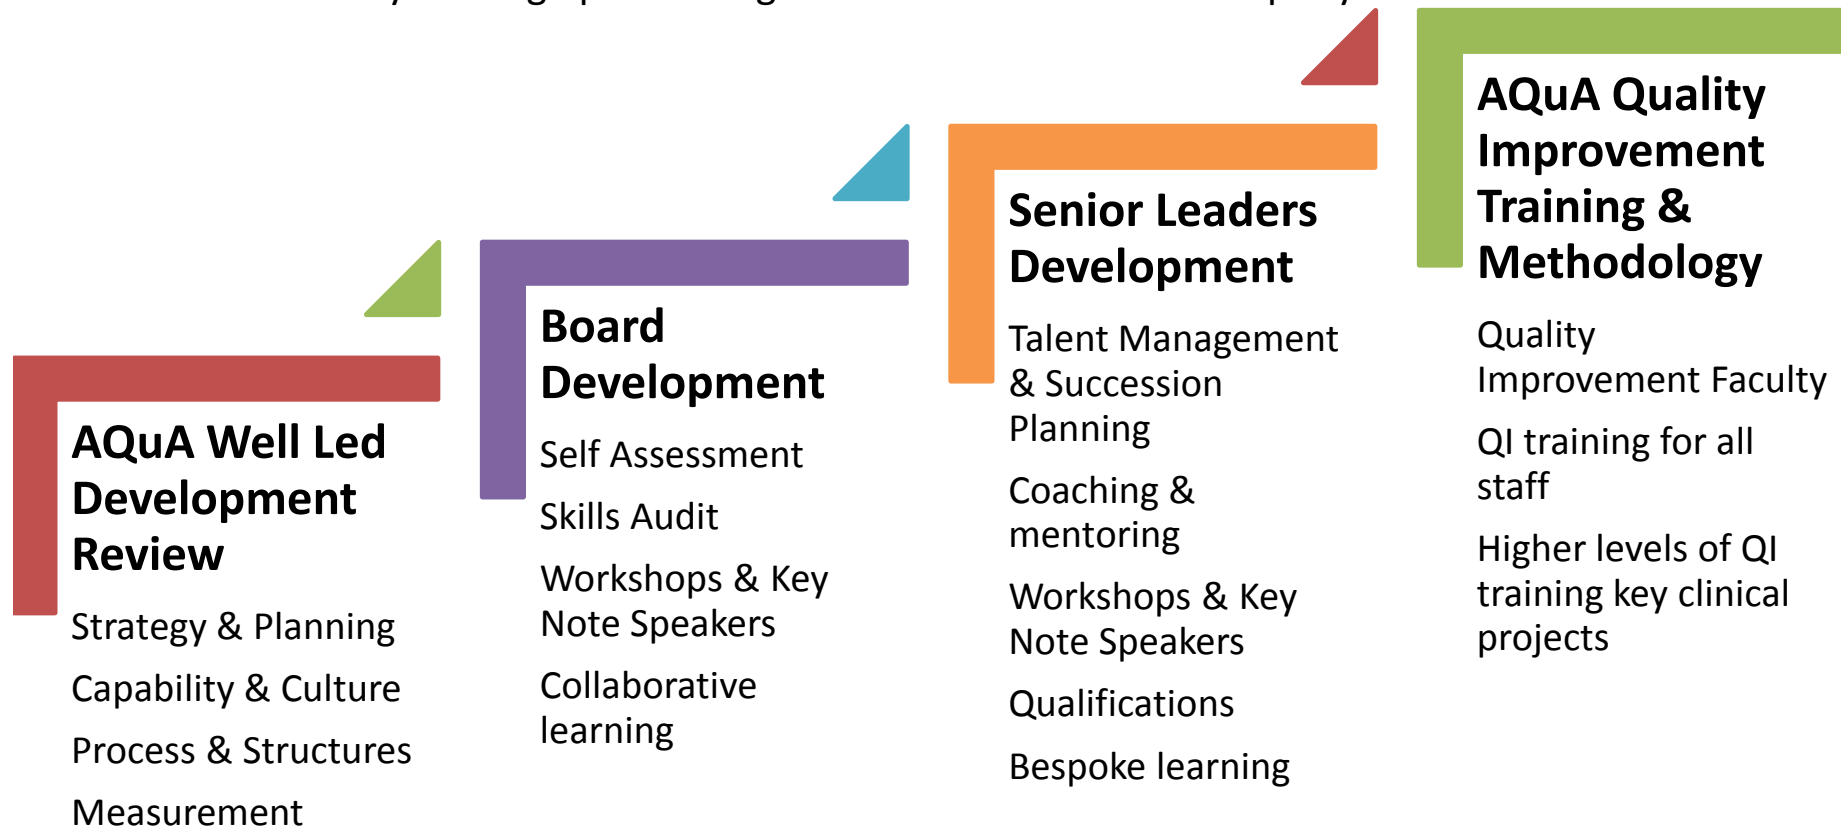 AQuA Well Led
Development
Review
Strategy & Planning
Capability & Culture
Process & Structures
Measurement
Board
Development
Self Assessment
Skills Audit
Workshops & Key
Note Speakers
Collaborative
learning
Senior Leaders
Development
Talent Management
& Succession
Planning
Coaching &
mentoring
Workshops & Key
Note Speakers
Qualifications
Bespoke learning
AQuA Quality
Improvement
Training &
Methodology
Quality
Improvement Faculty
QI training for all
staff
Higher levels of QI
training key clinical
projects